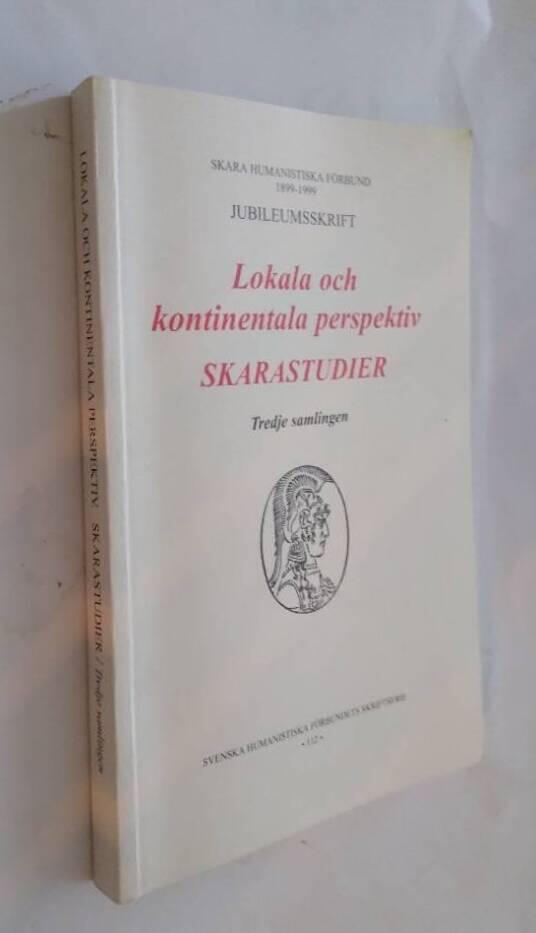 SKARA HUMANISTISKA FÖRBUND
1899-1999
JUBILEUMSSKRIFT
Lokala och
kontinentala perspektiv
SKARASTUDIER
Tredje samlingen
SVENSKA HUMANISTISKA FÖRBUNDETS SKRIFTSERIE
• 112 •
LOKALA OCH KONTINENTALA PERSPEKTIV. SKARASTUDIER / Tredje samlingen